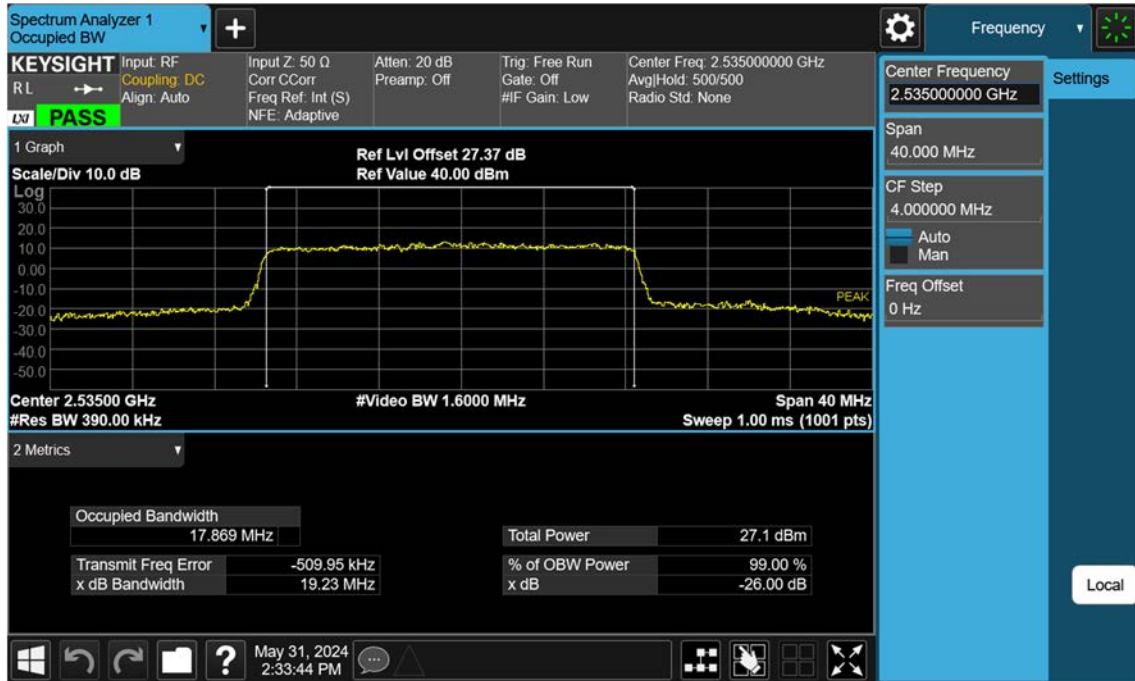 Spectrum Analyzer 1
Occupied BW
+
Frequency
KEYSIGHT
RL
LXI PASS
Input: RF
Coupling: DC
Align: Auto
Input Z: 50 Ω
Corr CCorr
Freq Ref: Int (S)
NFE: Adaptive
Atten: 20 dB
Preamp: Off
Trig: Free Run
Gate: Off
#IF Gain: Low
Center Freq: 2.535000000 GHz
Avg|Hold: 500/500
Radio Std: None
Center Frequency
2.535000000 GHz
Settings
Span
40.000 MHz
CF Step
4.000000 MHz
Auto
Man
Freq Offset
0 Hz
Local
1 Graph
Scale/Div 10.0 dB
Ref Lvl Offset 27.37 dB
Ref Value 40.00 dBm
Log
30.0
20.0
10.0
0.00
-10.0
-20.0
-30.0
-40.0
-50.0
PEAK
Center 2.53500 GHz
#Video BW 1.6000 MHz
Span 40 MHz
#Res BW 390.00 kHz
Sweep 1.00 ms (1001 pts)
2 Metrics
Occupied Bandwidth
17.869 MHz
Total Power 27.1 dBm
Transmit Freq Error -509.95 kHz
% of OBW Power 99.00 %
x dB Bandwidth 19.23 MHz
x dB -26.00 dB
?
May 31, 2024
2:33:44 PM